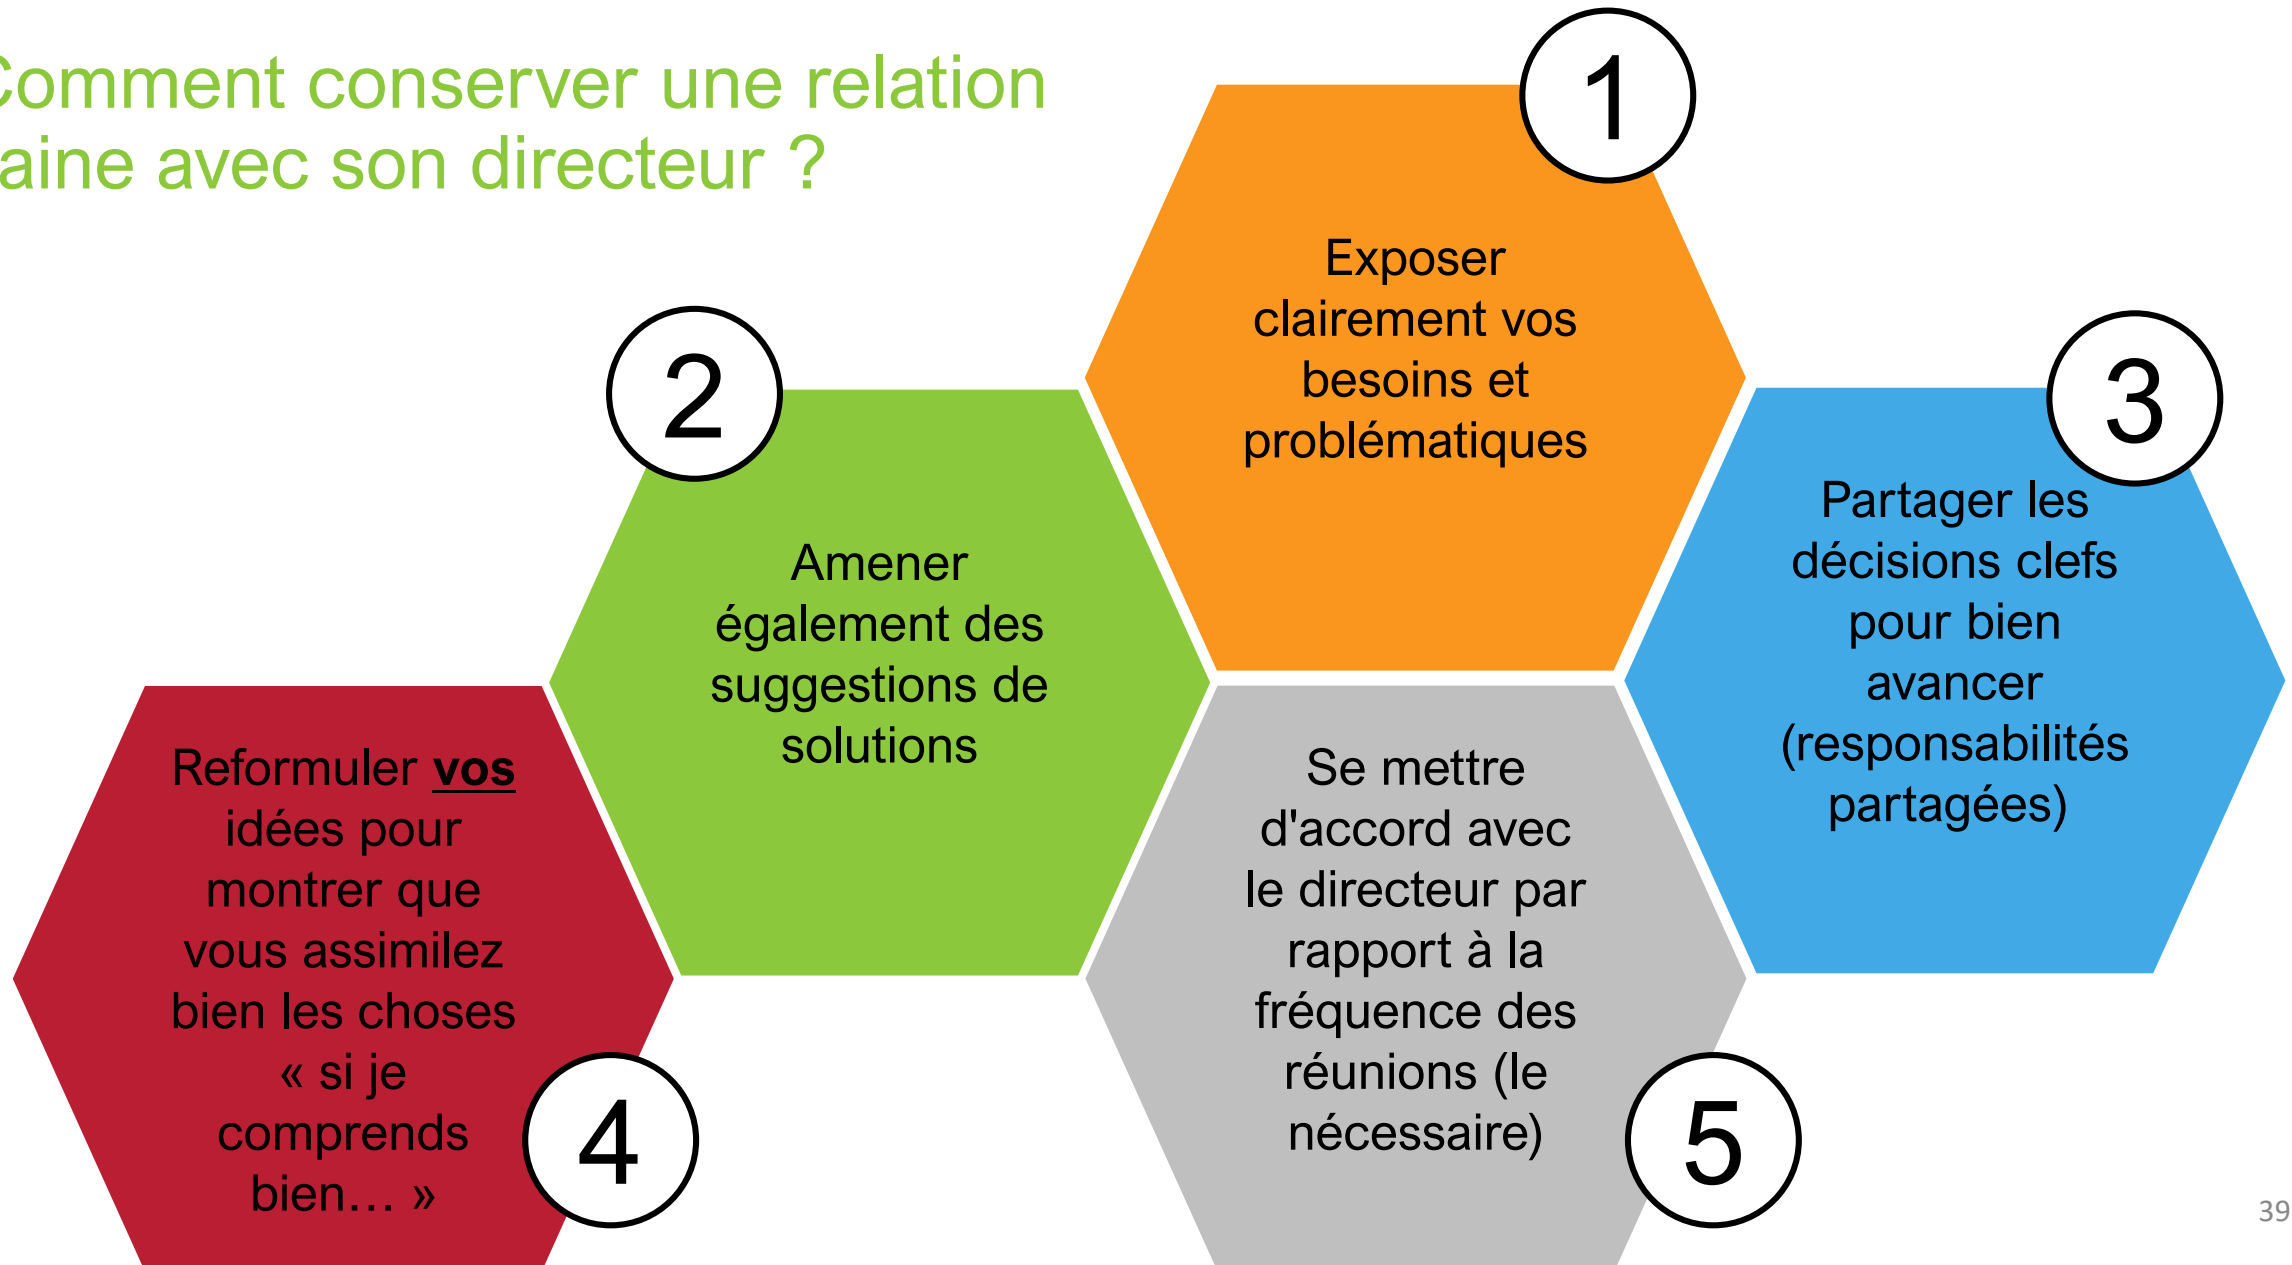 Comment conserver une relation
aine avec son directeur ?
1
Exposer
clairement vos
besoins et
problématiques
2
Amener
également des
suggestions de
solutions
3
Partager les
décisions clefs
pour bien
avancer
(responsabilités
partagées)
4
Reformuler vos
idées pour
montrer que
vous assimilez
bien les choses
« si je
comprends
bien… »
5
Se mettre
d'accord avec
le directeur par
rapport à la
fréquence des
réunions (le
nécessaire)
39